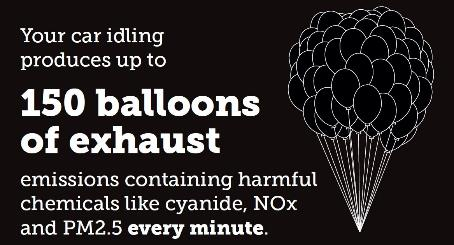 Your car idling
produces up to
150 balloons
of exhaust
emissions containing harmful
chemicals like cyanide, NOx
and PM2.5 every minute.